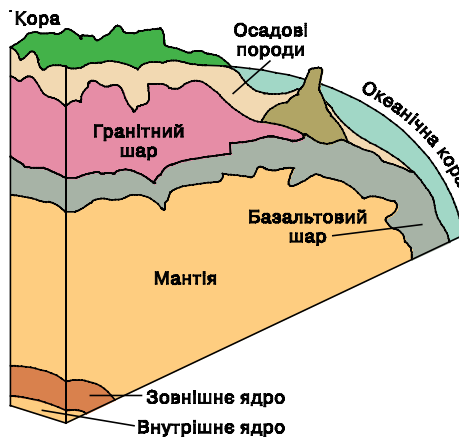 Кора
Осадові
породи
Океанічна кора
Гранітний
шар
Базальтовий
шар
Мантія
Зовнішнє ядро
Внутрішнє ядро